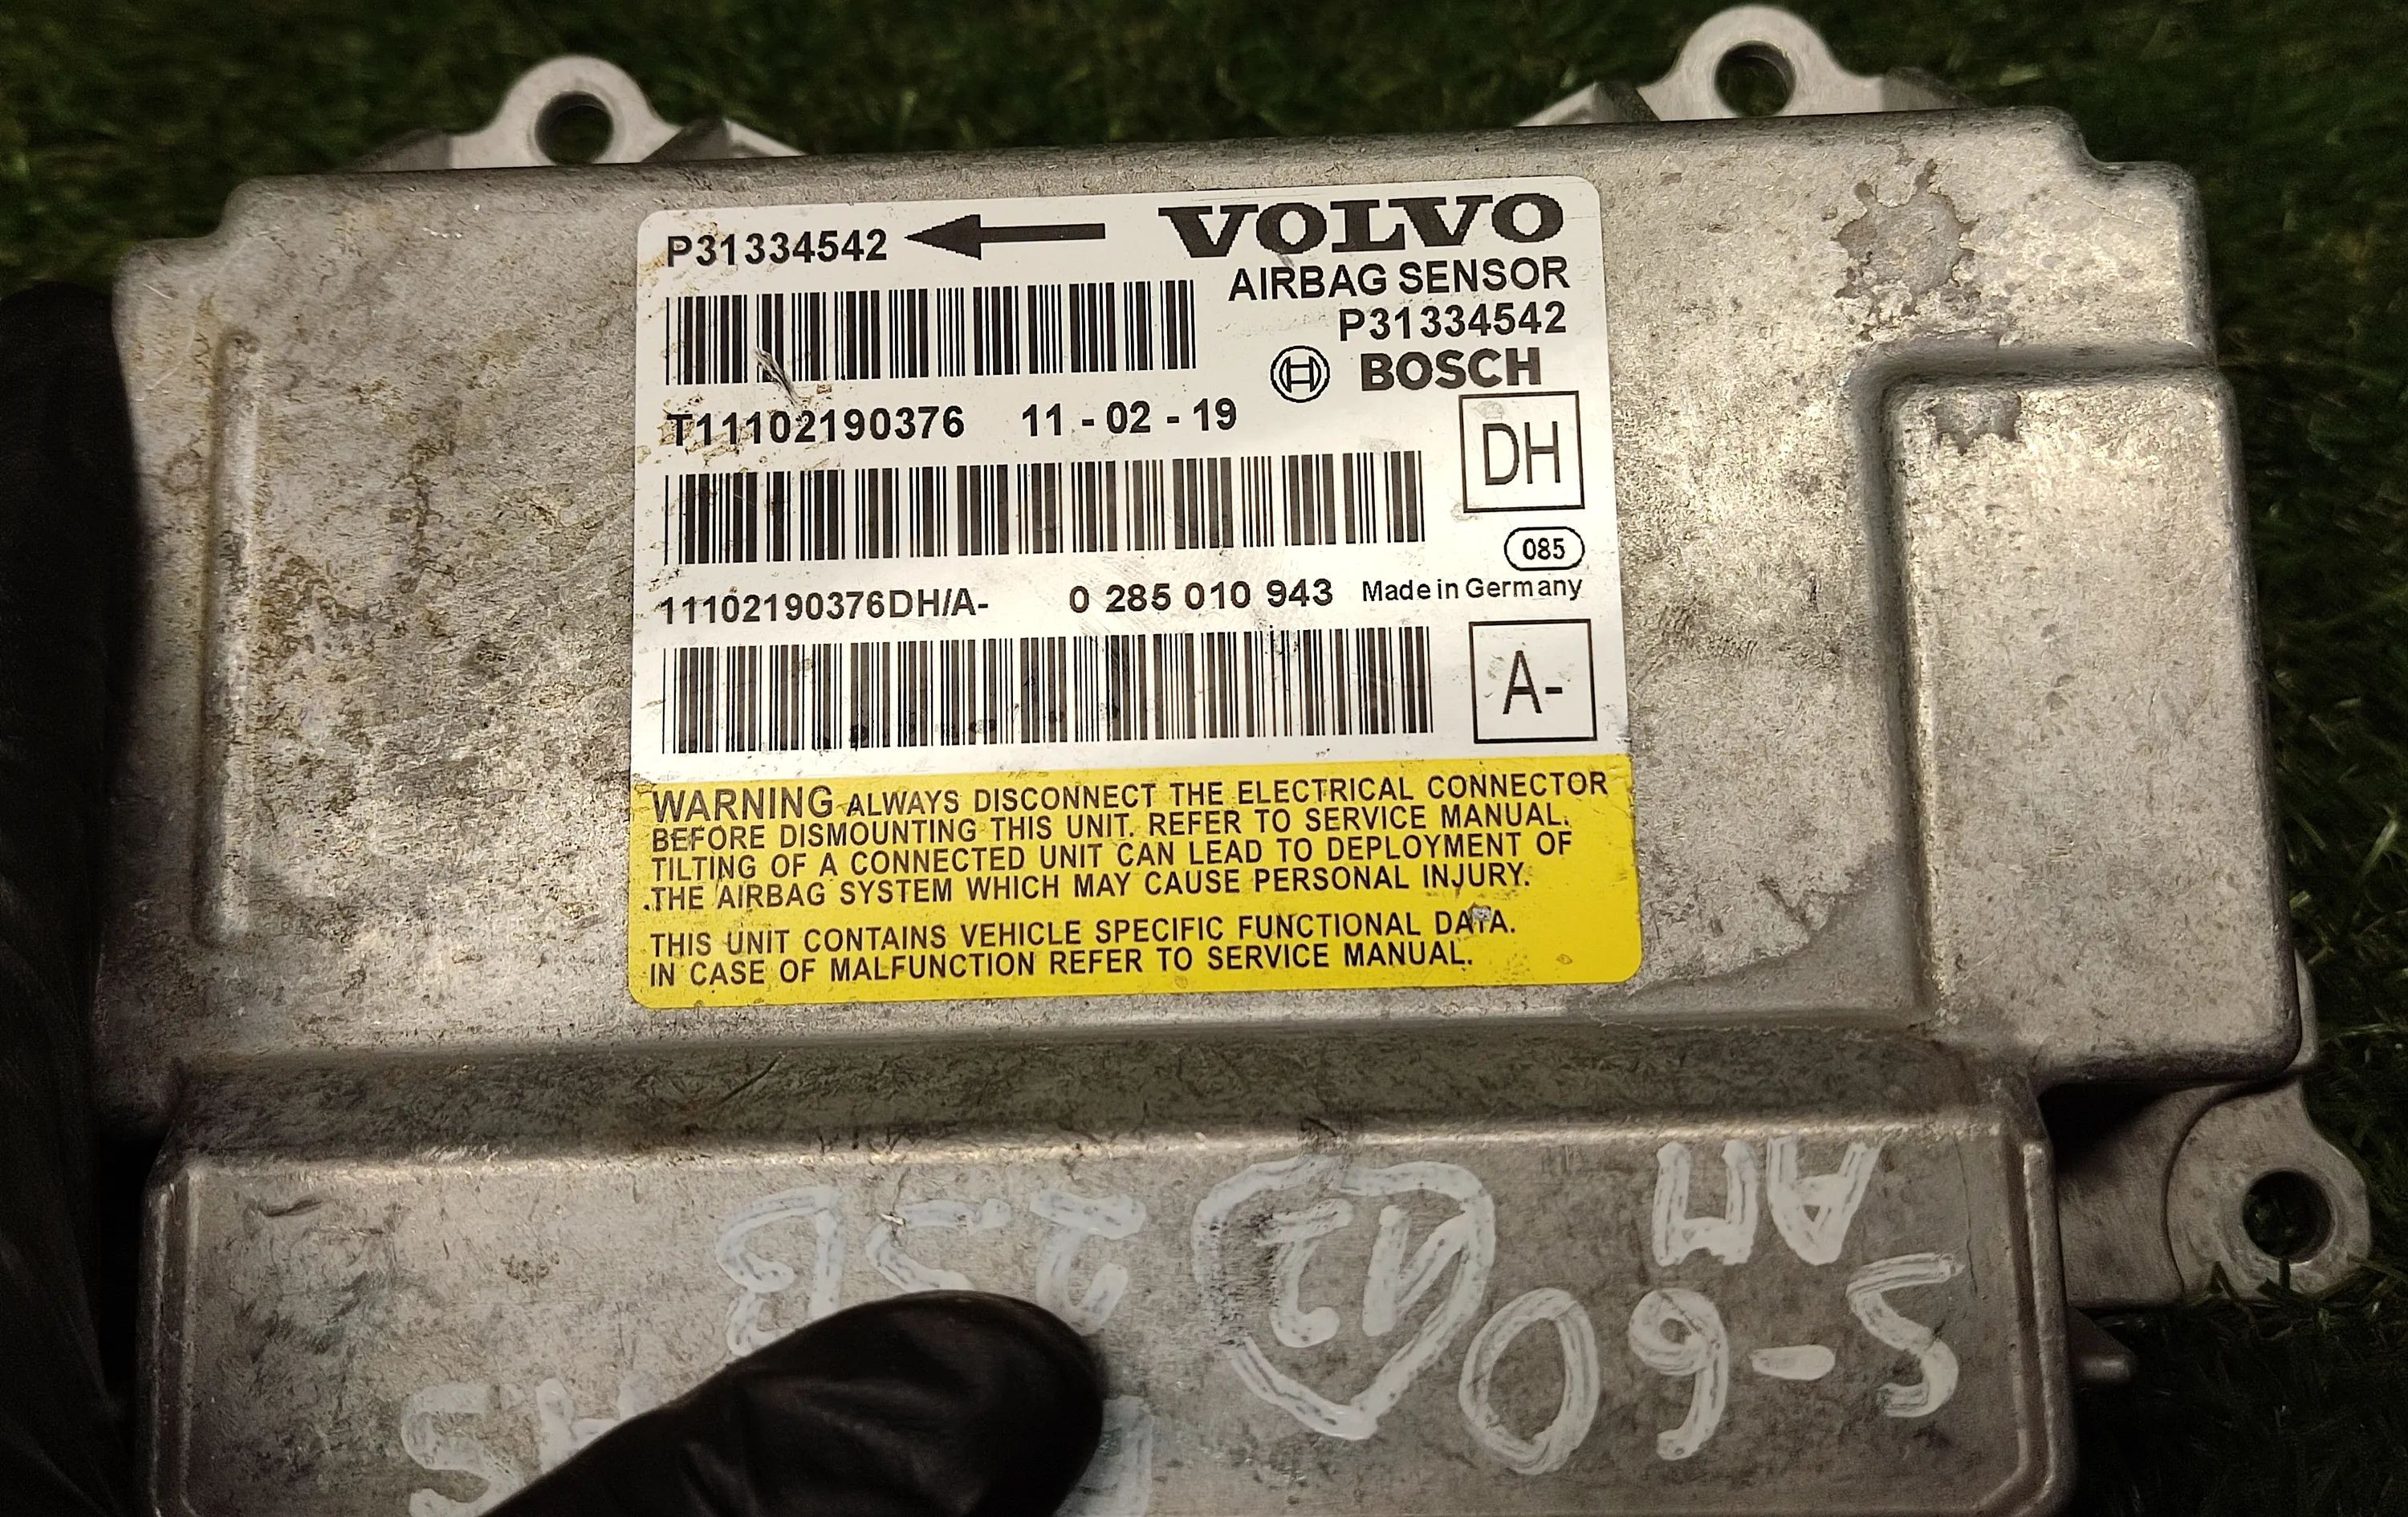 P31334542
VOLVO
AIRBAG SENSOR
P31334542
BOSCH
T11102190376 11 - 02 - 19
DH
085
11102190376DH/A- 0 285 010 943 Made in Germany
A-
WARNING ALWAYS DISCONNECT THE ELECTRICAL CONNECTOR
BEFORE DISMOUNTING THIS UNIT. REFER TO SERVICE MANUAL.
TILTING OF A CONNECTED UNIT CAN LEAD TO DEPLOYMENT OF
THE AIRBAG SYSTEM WHICH MAY CAUSE PERSONAL INJURY.
THIS UNIT CONTAINS VEHICLE SPECIFIC FUNCTIONAL DATA.
IN CASE OF MALFUNCTION REFER TO SERVICE MANUAL.
S-60